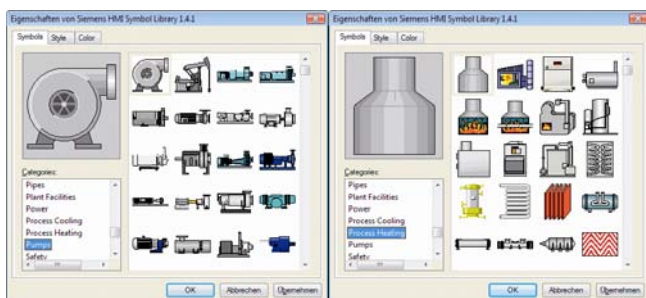 Eigenschaften von Siemens HMI Symbol Library 1.4.1
Symbols Style Color
Categories:
Pipes
Plant Facilities
Power
Process Cooling
Process Heating
Pumps
Safety
OK Abbrechen Übernehmen
Eigenschaften von Siemens HMI Symbol Library 1.4.1
Symbols Style Color
Categories:
Pipes
Plant Facilities
Power
Process Cooling
Process Heating
Pumps
Safety
OK Abbrechen Übernehmen